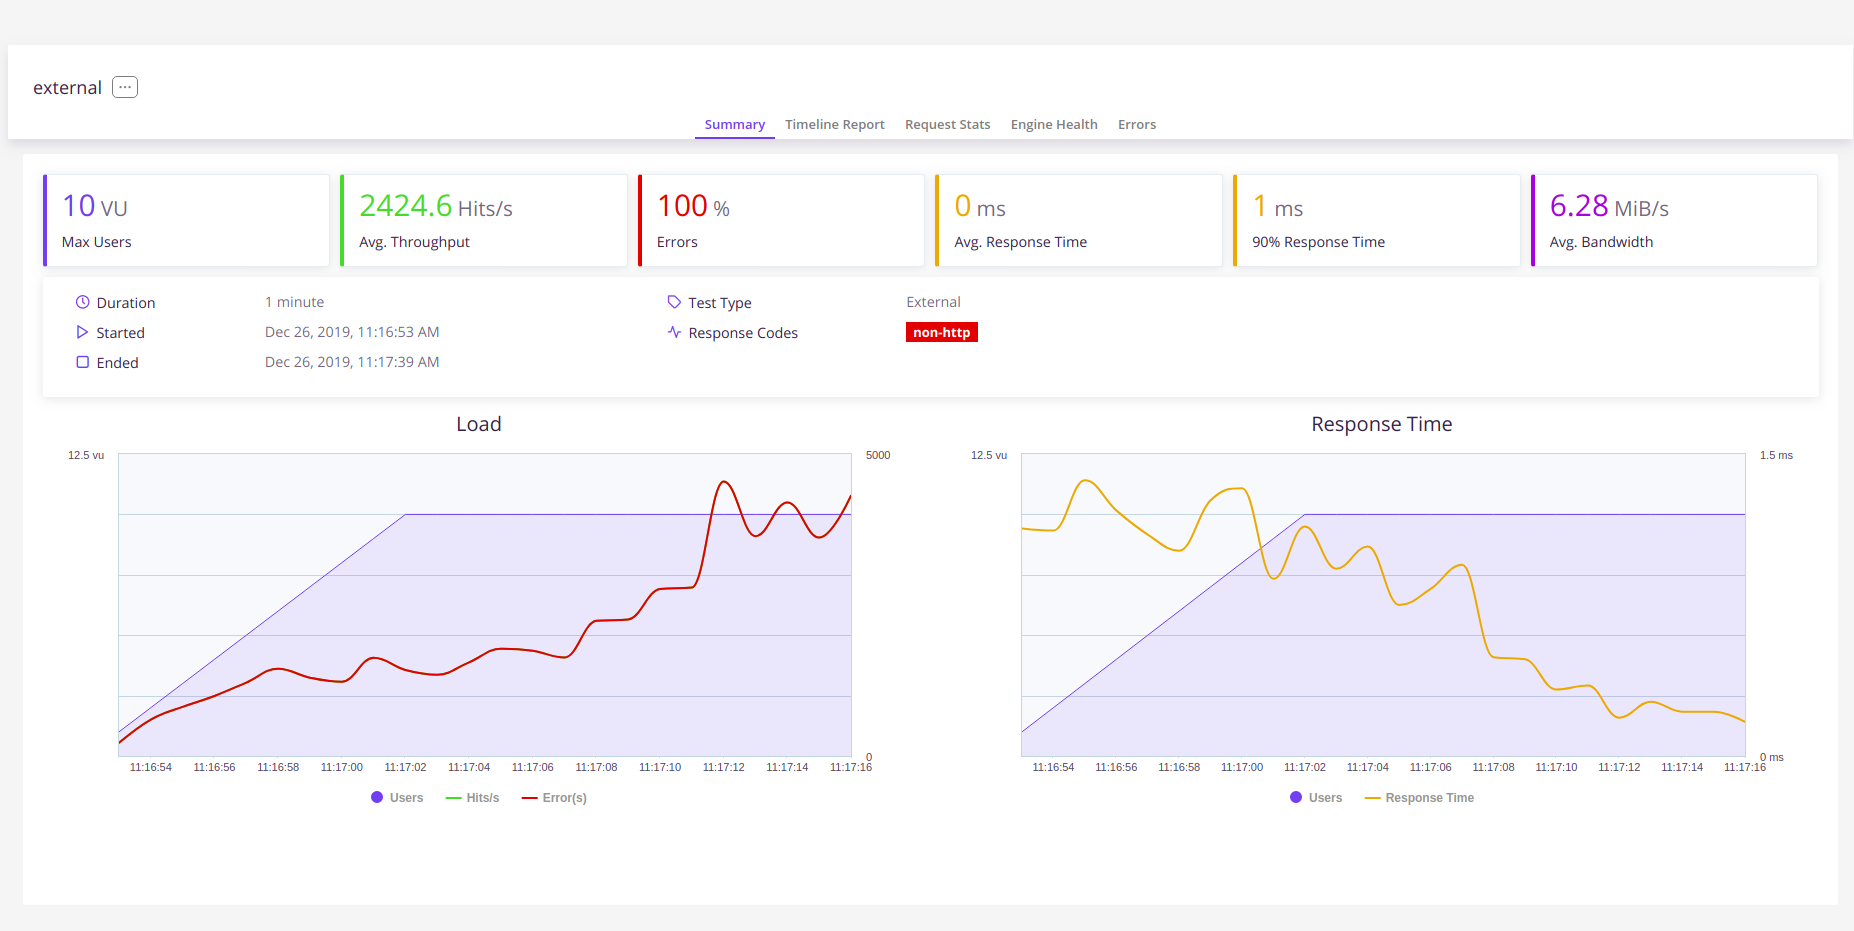 external
Summary Timeline Report Request Stats Engine Health Errors
10 VU
Max Users
2424.6 Hits/s
Avg. Throughput
100 %
Errors
0 ms
Avg. Response Time
1 ms
90% Response Time
6.28 MiB/s
Avg. Bandwidth
Duration 1 minute
Started Dec 26, 2019, 11:16:53 AM
Ended Dec 26, 2019, 11:17:39 AM
Test Type External
Response Codes non-http
Load
12.5 vu 5000
0
11:16:54 11:16:56 11:16:58 11:17:00 11:17:02 11:17:04 11:17:06 11:17:08 11:17:10 11:17:12 11:17:14 11:17:16
Users Hits/s Error(s)
Response Time
12.5 vu 1.5 ms
0 ms
11:16:54 11:16:56 11:16:58 11:17:00 11:17:02 11:17:04 11:17:06 11:17:08 11:17:10 11:17:12 11:17:14 11:17:16
Users Response Time